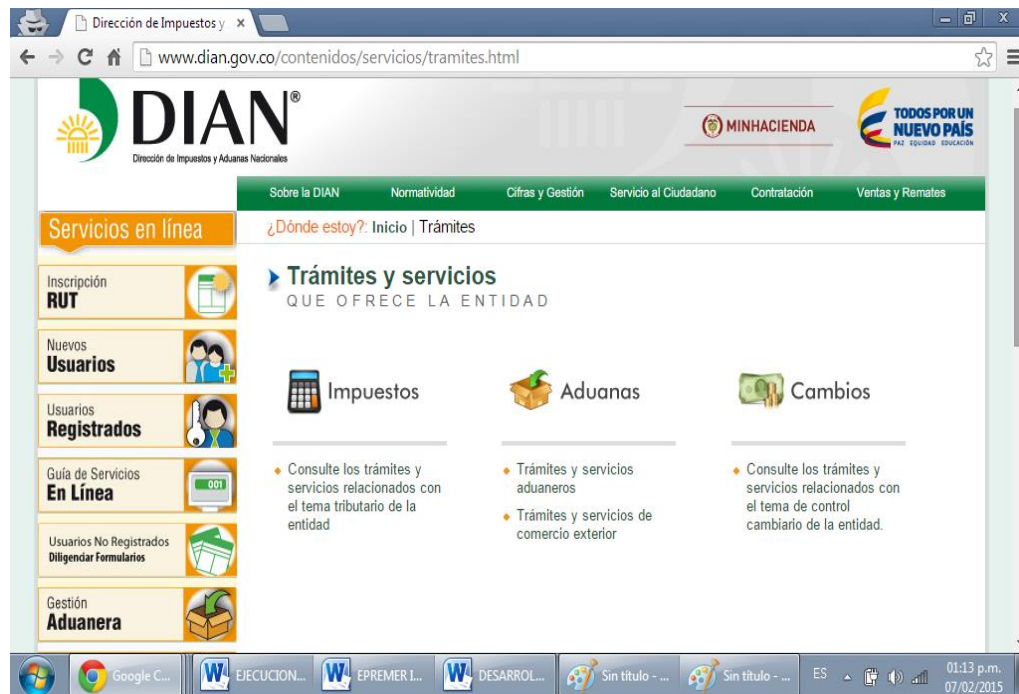 Dirección de Impuestos y
www.dian.gov.co/contenidos/servicios/tramites.html
DIAN®
Dirección de Impuestos y Aduanas Nacionales
MINHACIENDA
TODOS POR UN
NUEVO PAÍS
PAZ EQUIDAD EDUCACIÓN
Sobre la DIAN Normatividad Cifras y Gestión Servicio al Ciudadano Contratación Ventas y Remates
Servicios en línea
¿Dónde estoy?: Inicio | Trámites
Inscripción
RUT
Nuevos
Usuarios
Usuarios
Registrados
Guía de Servicios
En Línea
001
Usuarios No Registrados
Diligenciar Formularios
Gestión
Aduanera
Trámites y servicios
QUE OFRECE LA ENTIDAD
Impuestos
Consulte los trámites y
servicios relacionados con
el tema tributario de la
entidad
Aduanas
Trámites y servicios
aduaneros
Trámites y servicios de
comercio exterior
Cambios
Consulte los trámites y
servicios relacionados con
el tema de control
cambiario de la entidad.
Google C... EJECUCION... EPREMER I... DESARROL... Sin título - ... Sin título - ... ES
01:13 p.m.
07/02/2015